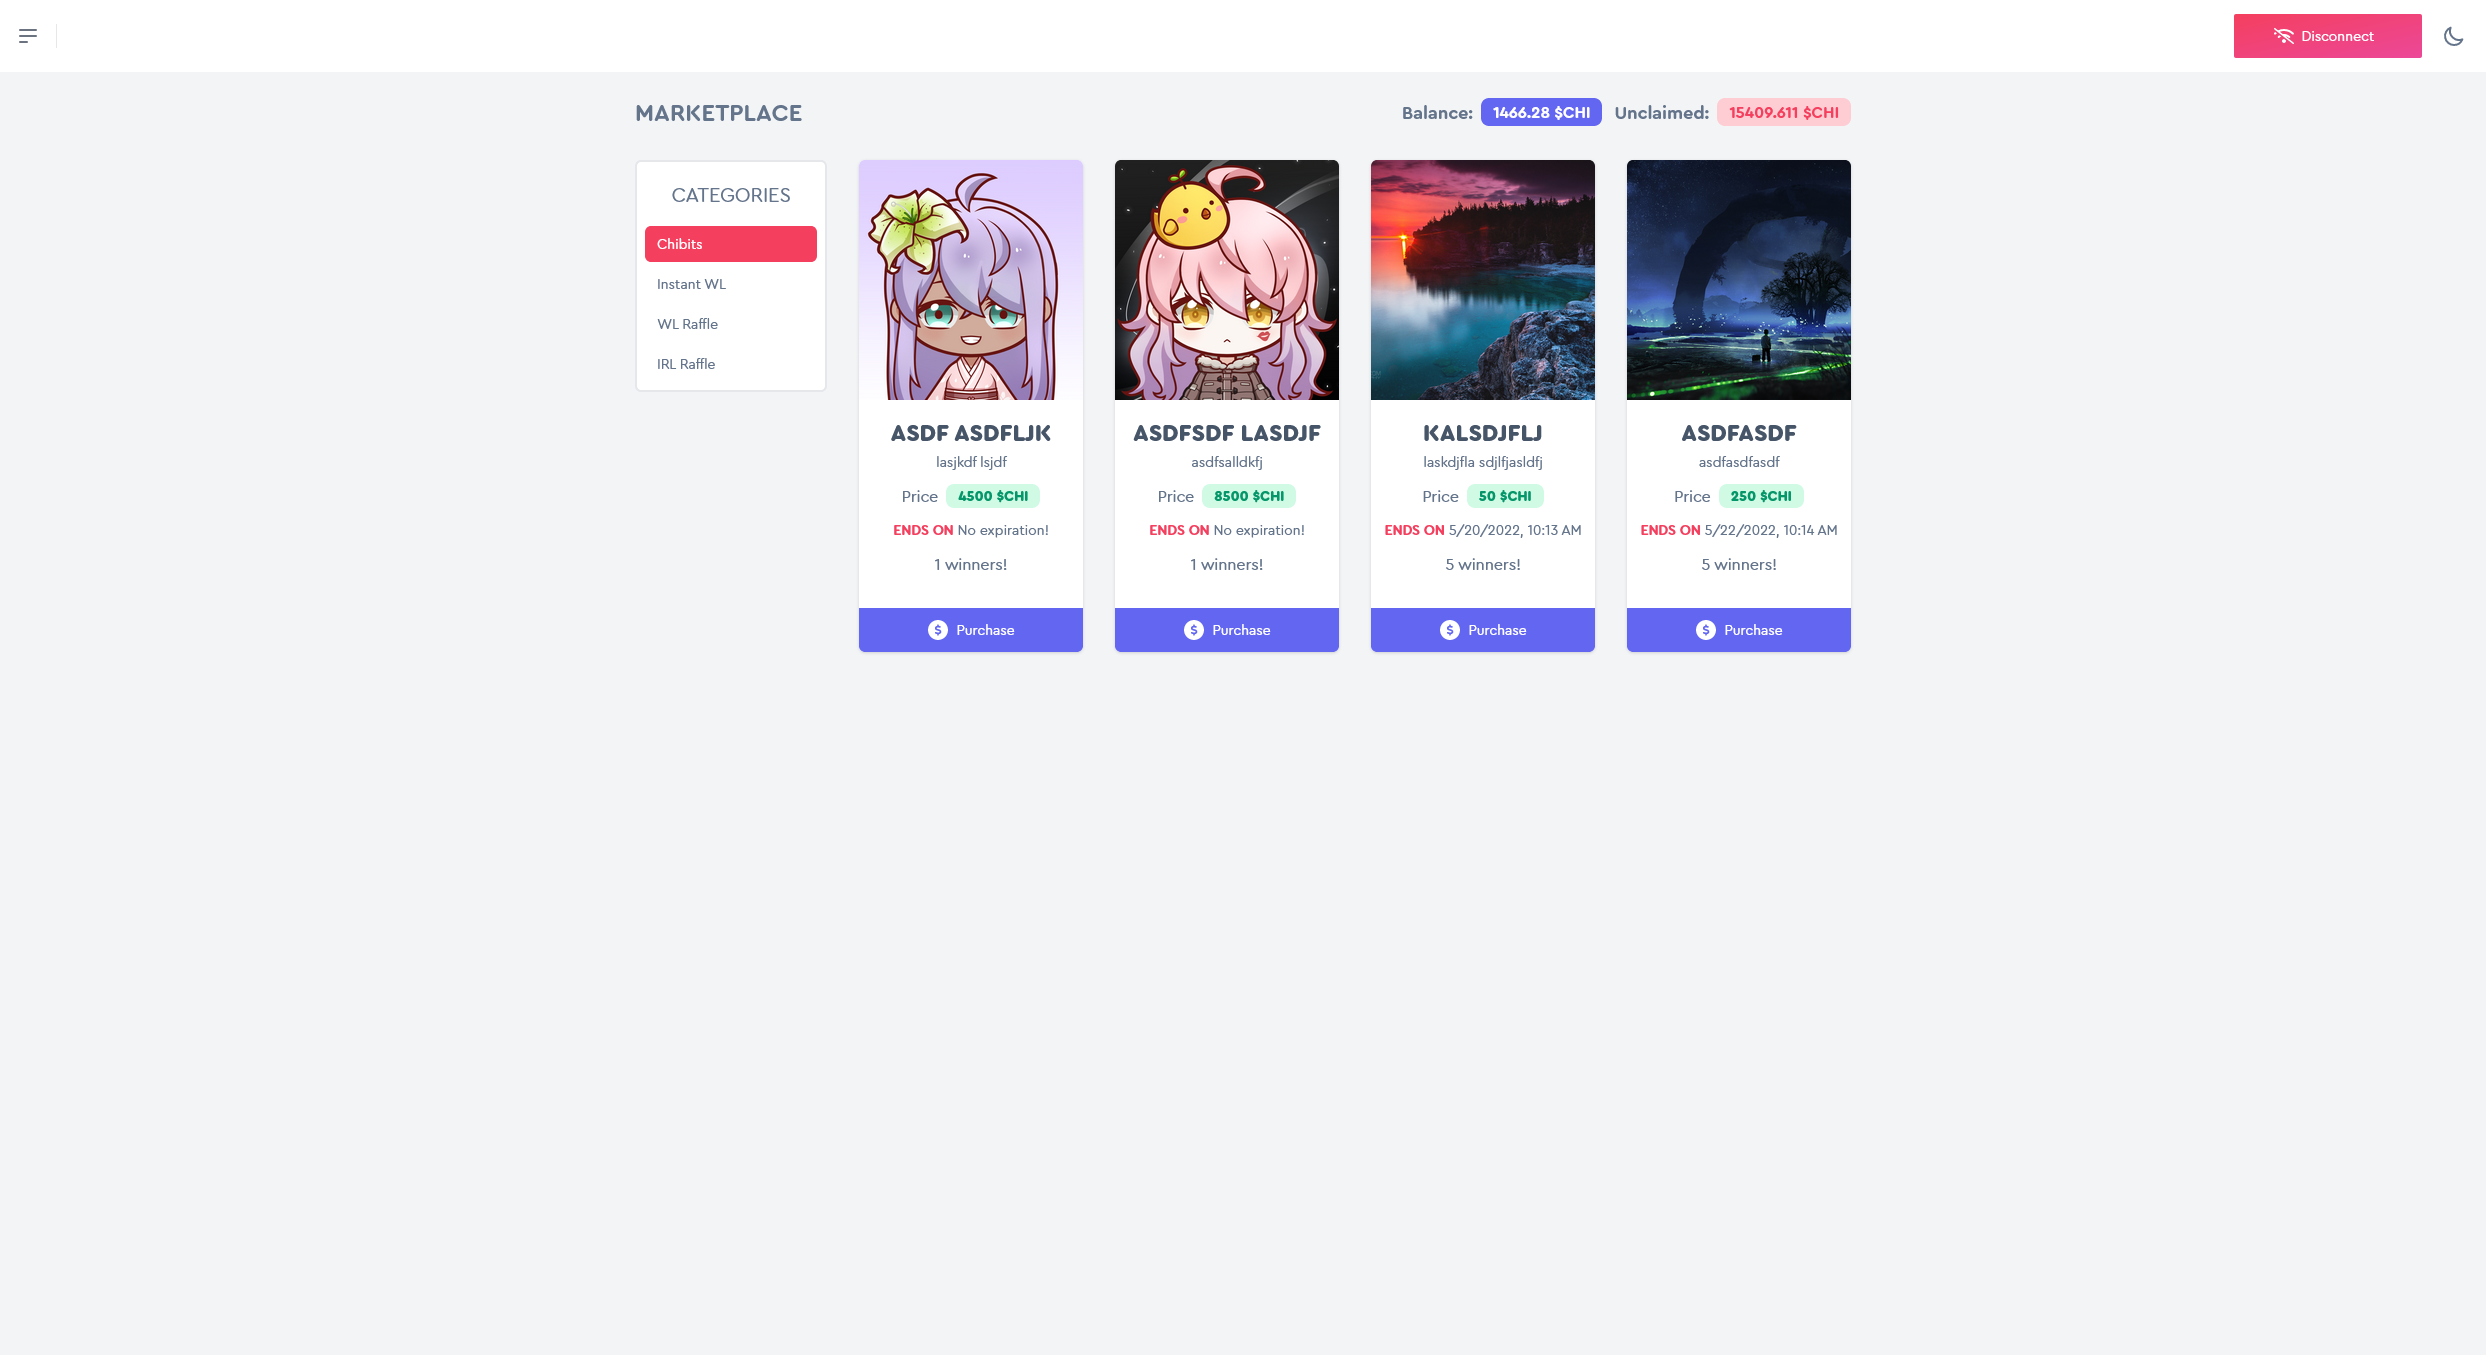 Disconnect
MARKETPLACE
Balance: 1466.28 $CHI Unclaimed: 15409.611 $CHI
CATEGORIES
Chibits
Instant WL
WL Raffle
IRL Raffle
ASDF ASDFLJK
lasjkdf lsjdf
Price 4500 $CHI
ENDS ON No expiration!
1 winners!
Purchase
ASDFSDF LASDJF
asdfsalldkfj
Price 8500 $CHI
ENDS ON No expiration!
1 winners!
Purchase
KALSDJFLJ
laskdjfla sdjlfjasldfj
Price 50 $CHI
ENDS ON 5/20/2022, 10:13 AM
5 winners!
Purchase
ASDFASDF
asdfasdfasdf
Price 250 $CHI
ENDS ON 5/22/2022, 10:14 AM
5 winners!
Purchase